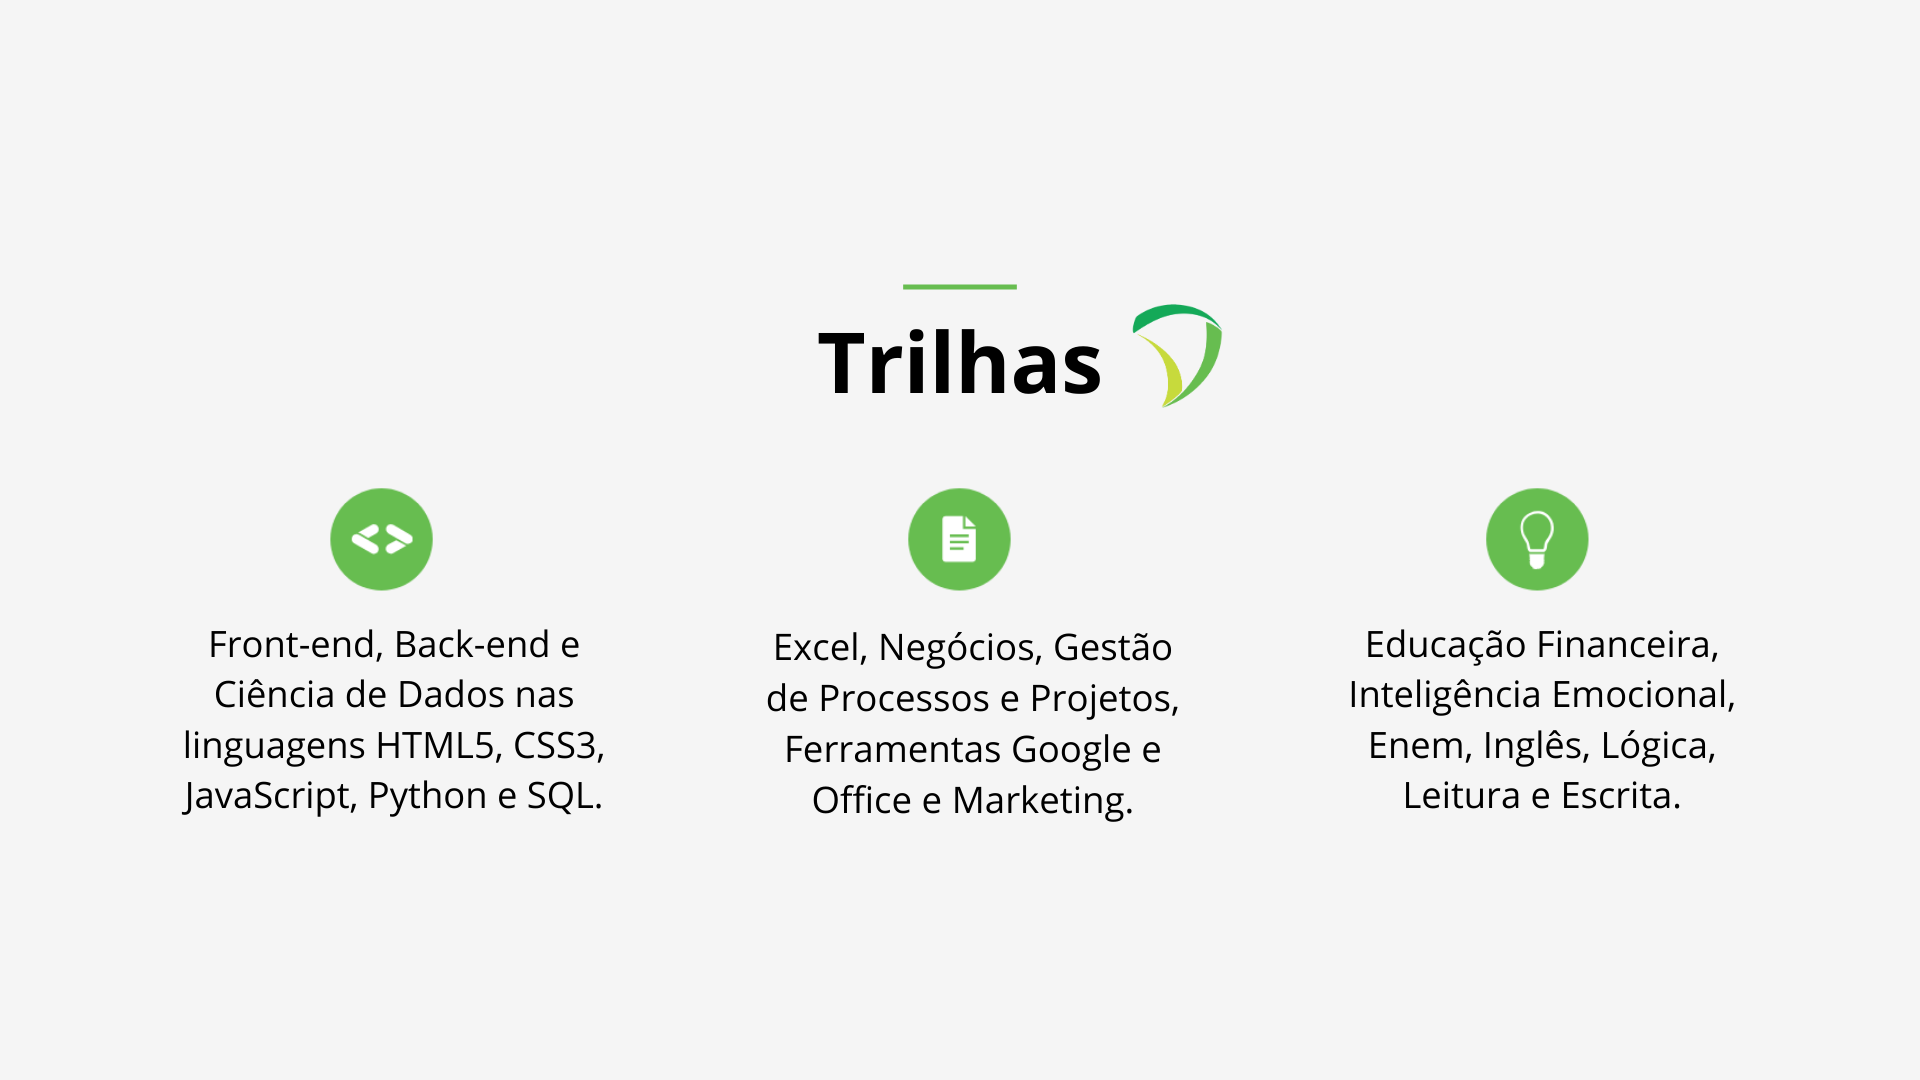 Trilhas
Front-end, Back-end e
Ciência de Dados nas
linguagens HTML5, CSS3,
JavaScript, Python e SQL.
Excel, Negócios, Gestão
de Processos e Projetos,
Ferramentas Google e
Office e Marketing.
Educação Financeira,
Inteligência Emocional,
Enem, Inglês, Lógica,
Leitura e Escrita.